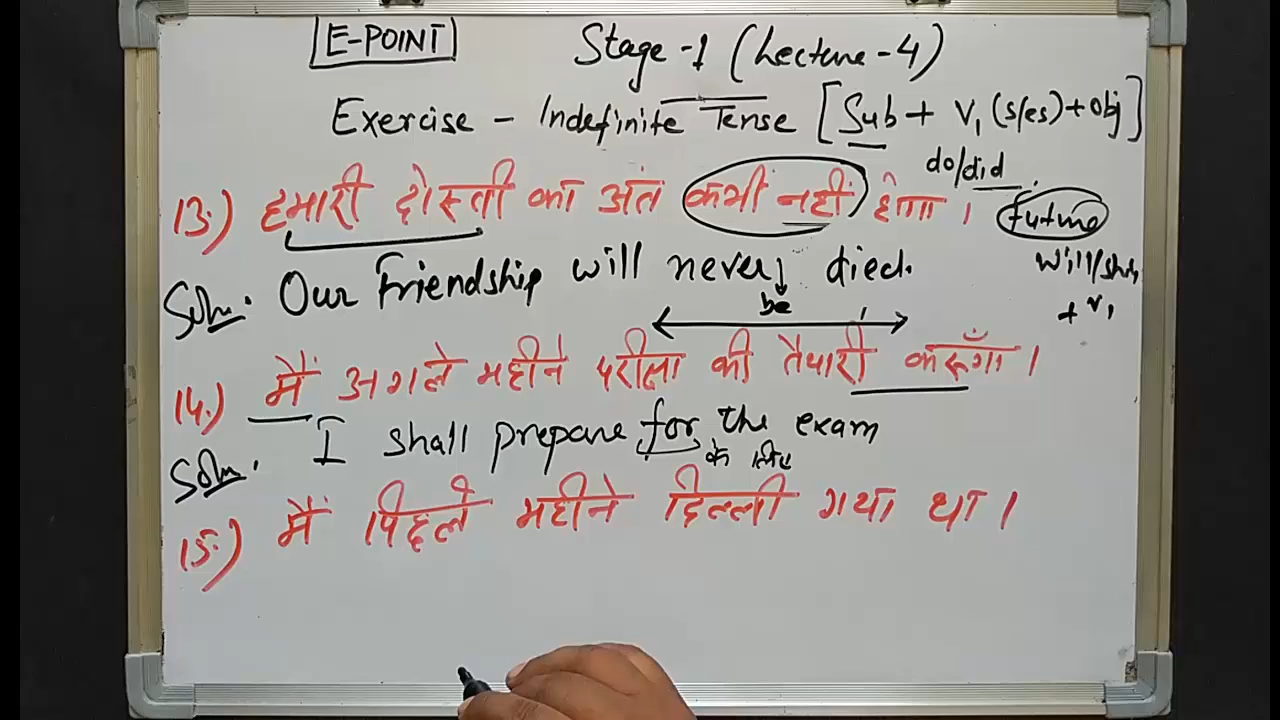 E-POINT Stage-1 (Lecture-4)
Exercise - Indefinite Tense [Sub + V1 (s/es) + obj]
do/did
13.) हमारी दोस्ती का अंत कभी नहीं होगा । future
Soln. Our Friendship will never died. will/shall
be + V1
14.) मैं अगले महीने परीक्षा की तैयारी करूँगा ।
Soln. I shall prepare for the exam
के लिए
15.) मैं पिछले महीने दिल्ली गया था ।